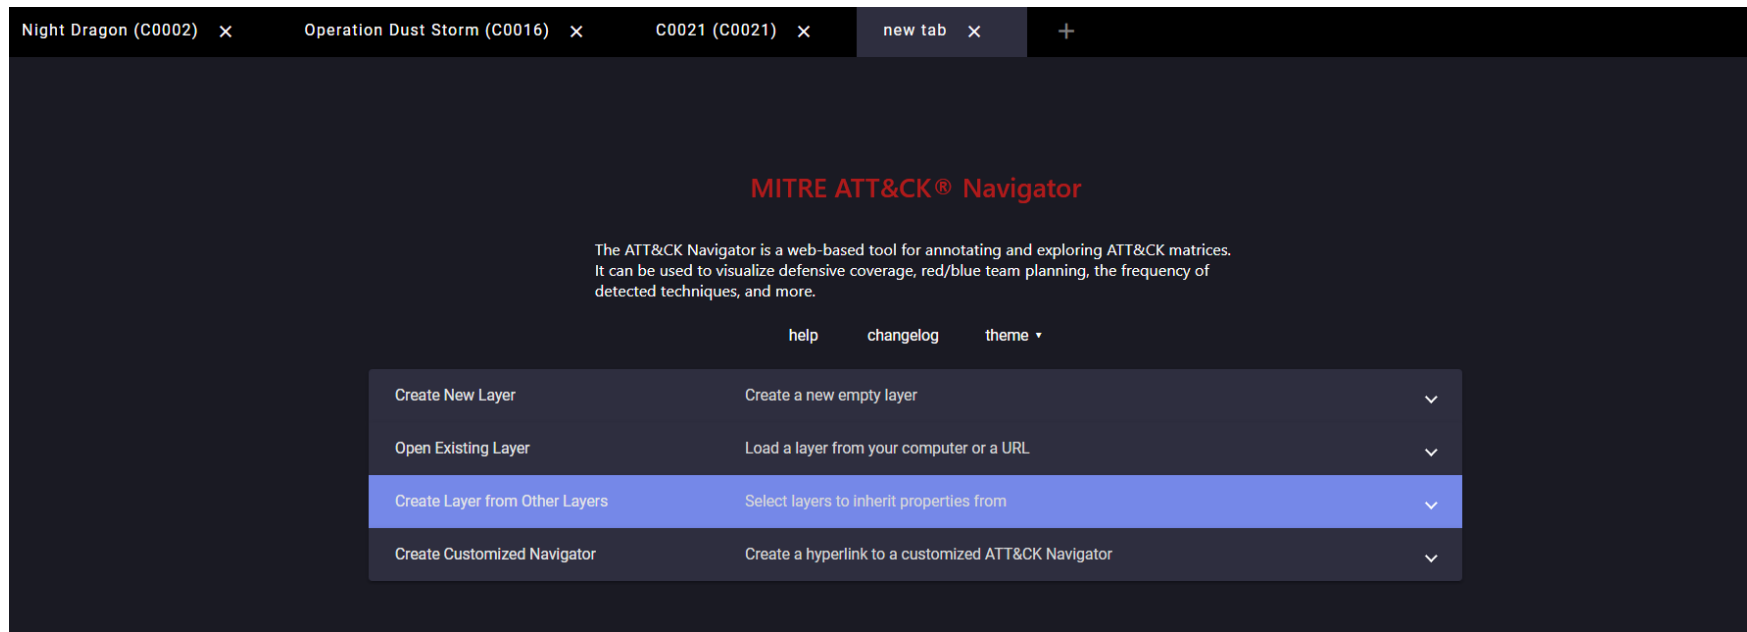 Night Dragon (C0002) × Operation Dust Storm (C0016) × C0021 (C0021) × new tab × +
MITRE ATT&CK® Navigator
The ATT&CK Navigator is a web-based tool for annotating and exploring ATT&CK matrices.
It can be used to visualize defensive coverage, red/blue team planning, the frequency of
detected techniques, and more.
help changelog theme ▾
Create New Layer Create a new empty layer
Open Existing Layer Load a layer from your computer or a URL
Create Layer from Other Layers Select layers to inherit properties from
Create Customized Navigator Create a hyperlink to a customized ATT&CK Navigator